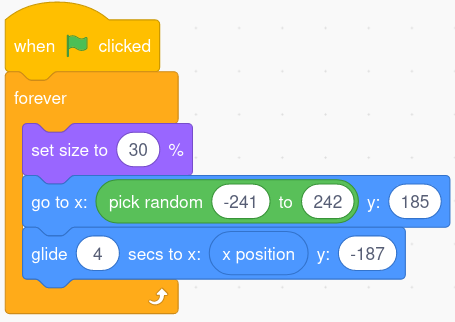 when clicked
forever
set size to 30 %
go to x: pick random -241 to 242 y: 185
glide 4 secs to x: x position y: -187